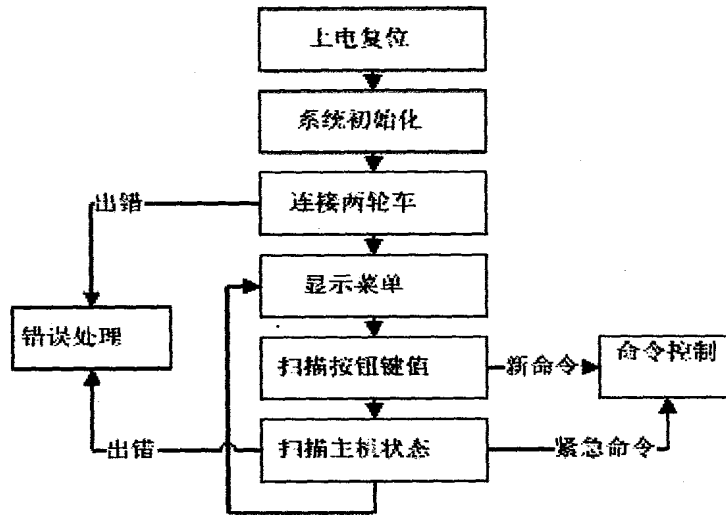 上电复位
系统初始化
出错
连接两轮车
显示菜单
错误处理
扫描按钮键值
新命令
命令控制
出错
扫描主机状态
紧急命令